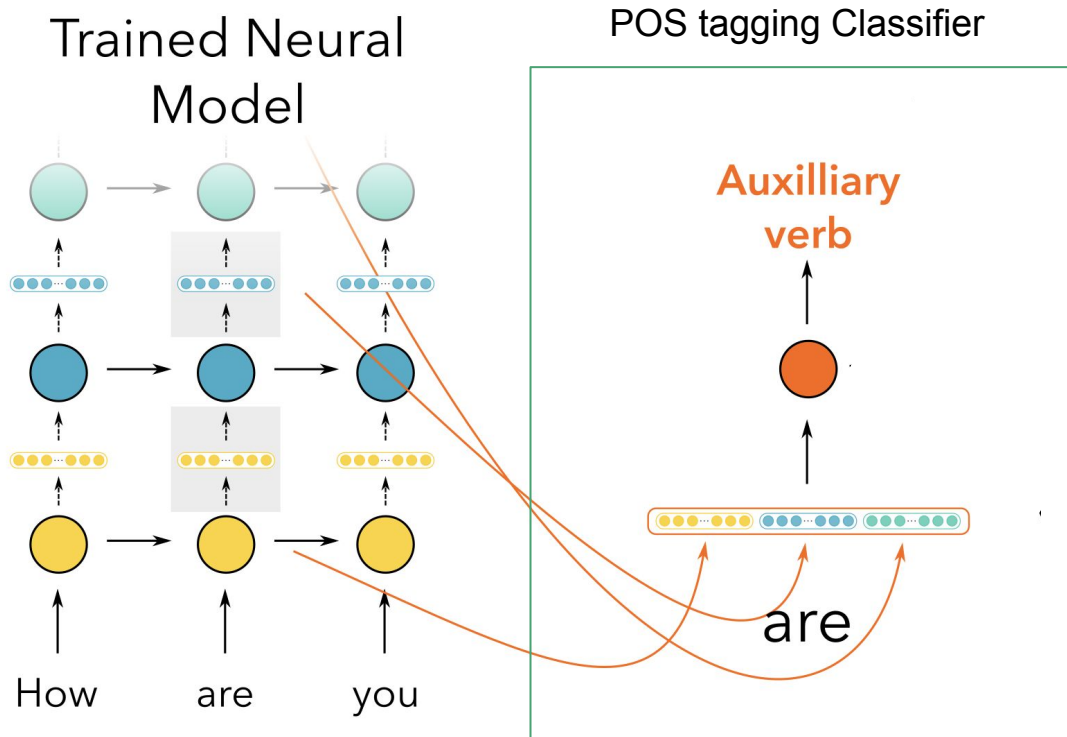 Trained Neural
Model
POS tagging Classifier
Auxilliary
verb
are
How are you